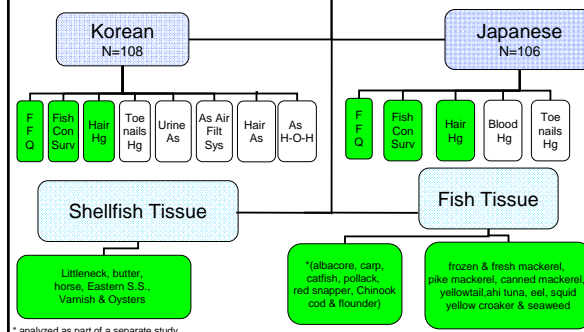 Korean
N=108
Japanese
N=106
F
F
Q
Fish
Con
Surv
Hair
Hg
Toe
nails
Hg
Urine
As
As Air
Filt
Sys
Hair
As
As
H-O-H
F
F
Q
Fish
Con
Surv
Hair
Hg
Blood
Hg
Toe
nails
Hg
Shellfish Tissue
Fish Tissue
Littleneck, butter,
horse, Eastern S.S.,
Varnish & Oysters
*(albacore, carp,
catfish, pollack,
red snapper, Chinook
cod & flounder)
frozen & fresh mackerel,
pike mackerel, canned mackerel,
yellowtail,ahi tuna, eel, squid
yellow croaker & seaweed
* analyzed as part of a separate study